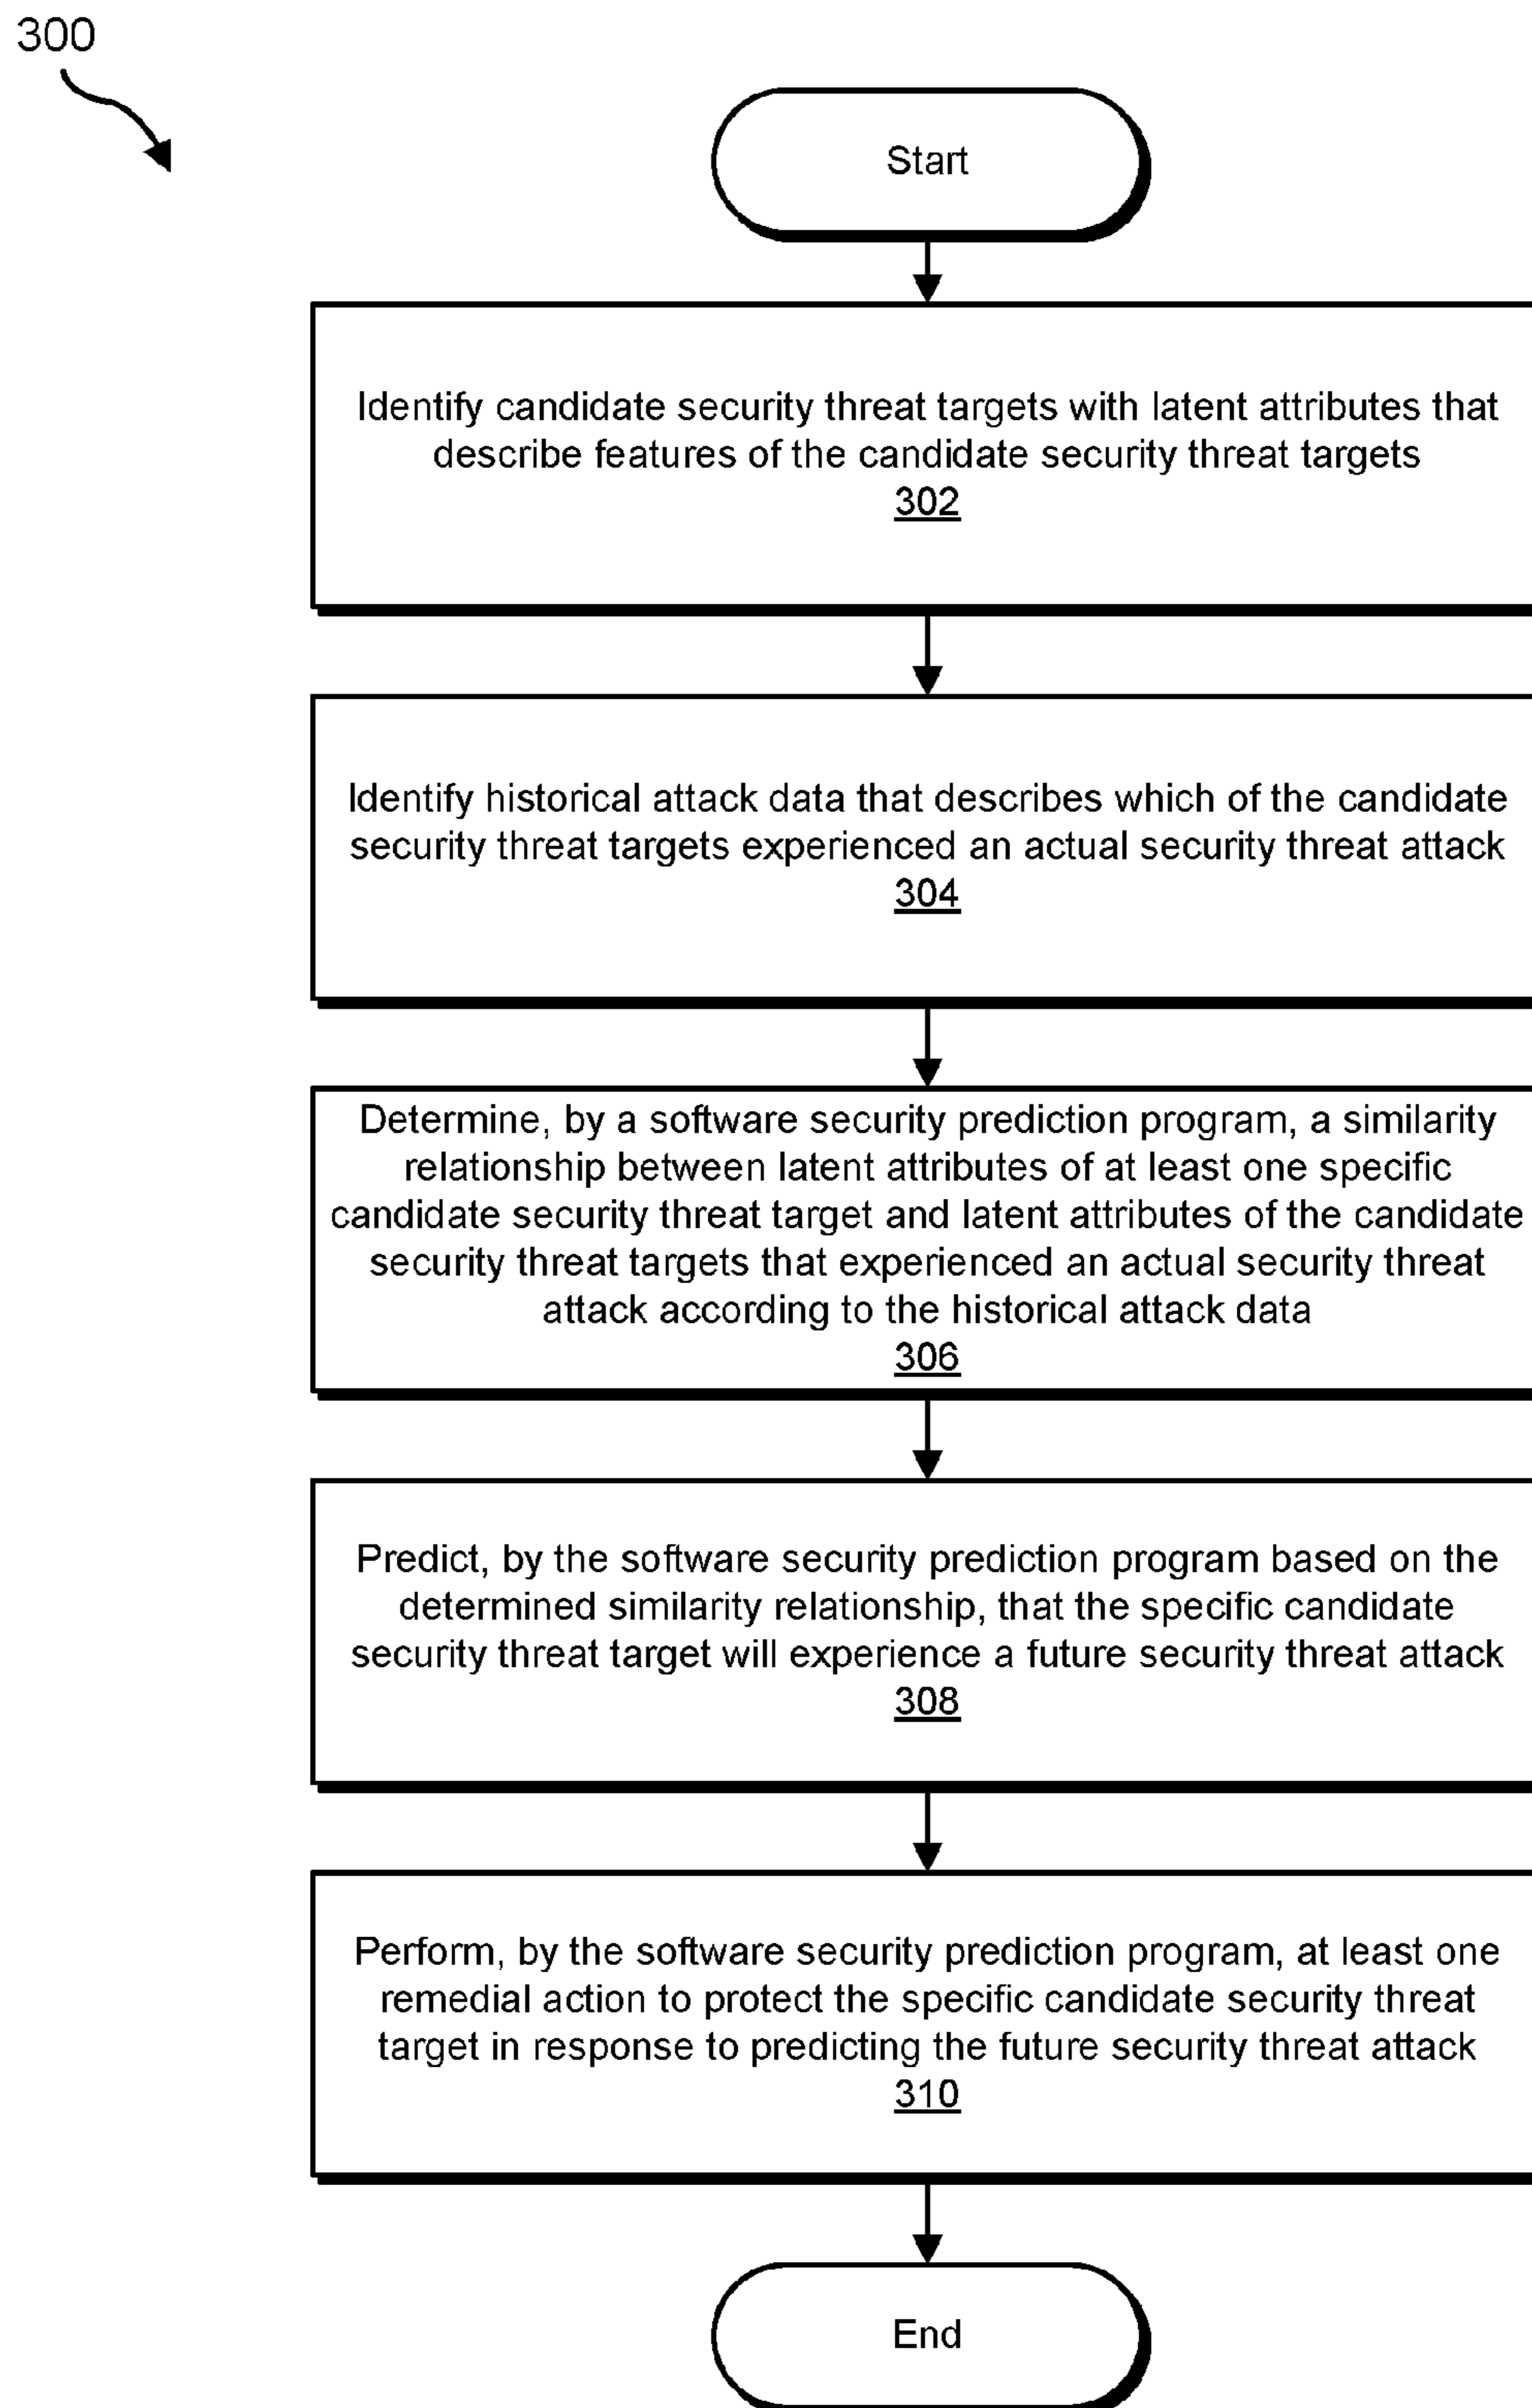 300
Start
Identify candidate security threat targets with latent attributes that
describe features of the candidate security threat targets
302
Identify historical attack data that describes which of the candidate
security threat targets experienced an actual security threat attack
304
Determine, by a software security prediction program, a similarity
relationship between latent attributes of at least one specific
candidate security threat target and latent attributes of the candidate
security threat targets that experienced an actual security threat
attack according to the historical attack data
306
Predict, by the software security prediction program based on the
determined similarity relationship, that the specific candidate
security threat target will experience a future security threat attack
308
Perform, by the software security prediction program, at least one
remedial action to protect the specific candidate security threat
target in response to predicting the future security threat attack
310
End